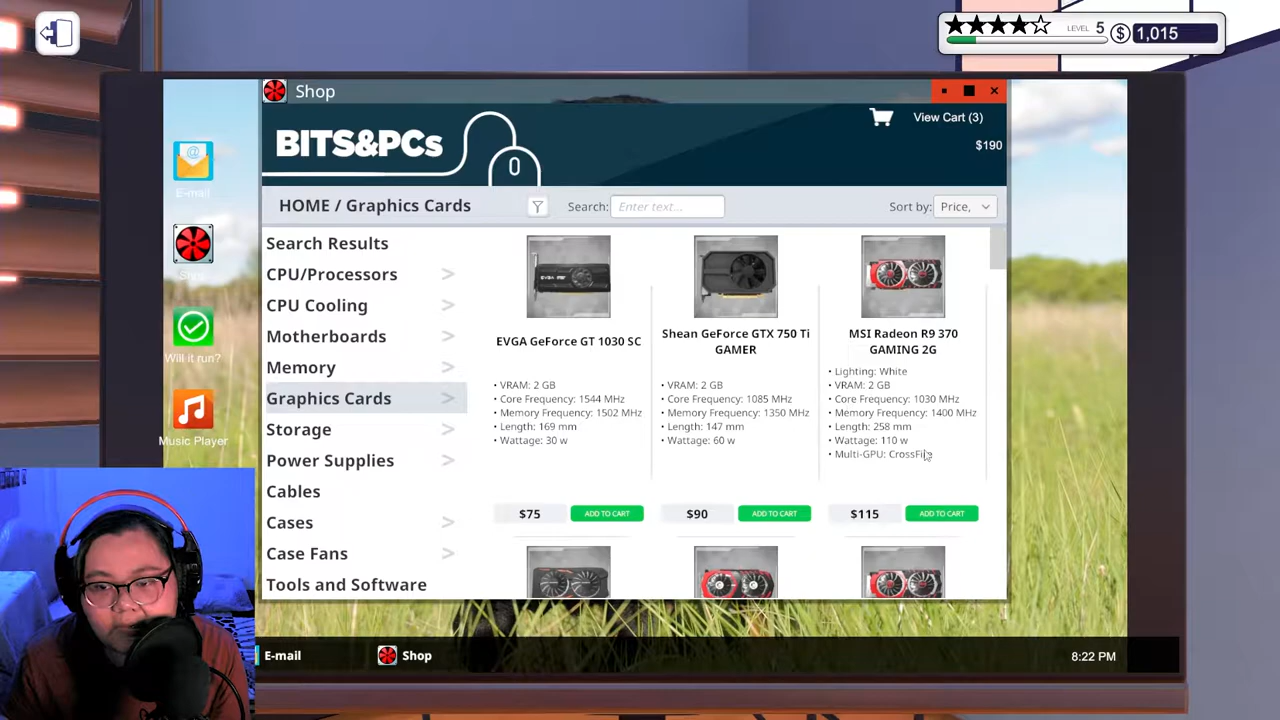 LEVEL 5 $ 1,015
Shop
BITS&PCs
View Cart (3)
$190
HOME / Graphics Cards
Search: Enter text...
Sort by: Price,
Search Results
CPU/Processors >
CPU Cooling >
Motherboards >
Memory >
Graphics Cards >
Storage >
Power Supplies >
Cables
Cases >
Case Fans >
Tools and Software
EVGA GeForce GT 1030 SC
• VRAM: 2 GB
• Core Frequency: 1544 MHz
• Memory Frequency: 1502 MHz
• Length: 169 mm
• Wattage: 30 w
$75 ADD TO CART
Shean GeForce GTX 750 Ti
GAMER
• VRAM: 2 GB
• Core Frequency: 1085 MHz
• Memory Frequency: 1350 MHz
• Length: 147 mm
• Wattage: 60 w
$90 ADD TO CART
MSI Radeon R9 370
GAMING 2G
• Lighting: White
• VRAM: 2 GB
• Core Frequency: 1030 MHz
• Memory Frequency: 1400 MHz
• Length: 258 mm
• Wattage: 110 w
• Multi-GPU: CrossFire
$115 ADD TO CART
E-mail
Shop
Will it run?
Music Player
E-mail
Shop
8:22 PM